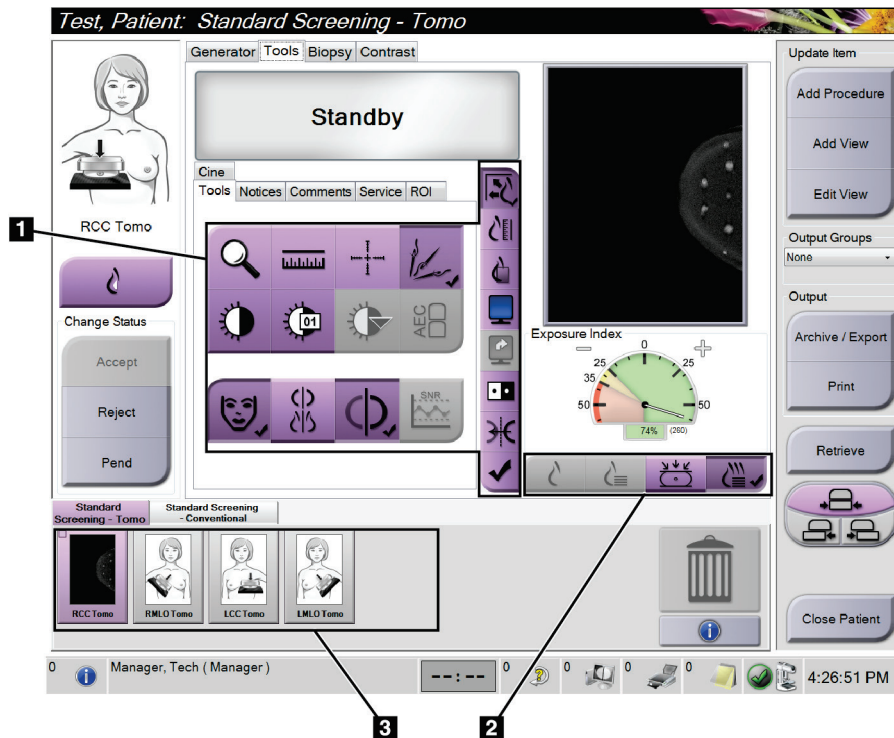 Test, Patient: Standard Screening - Tomo
Generator Tools Biopsy Contrast
Update Item
Add Procedure
Add View
Edit View
Output Groups
None
Output
Archive / Export
Print
Retrieve
Close Patient
Standby
Cine
Tools Notices Comments Service ROI
01
AEC
SNR
RCC Tomo
Change Status
Accept
Reject
Pend
Exposure Index
0
25
25
35
50
50
74% (260)
1
Standard
Screening - Tomo
Standard Screening
- Conventional
RCC Tomo
RMLO Tomo
LCC Tomo
LMLO Tomo
0
Manager, Tech ( Manager )
--:--
0
0
0
0
4:26:51 PM
3
2